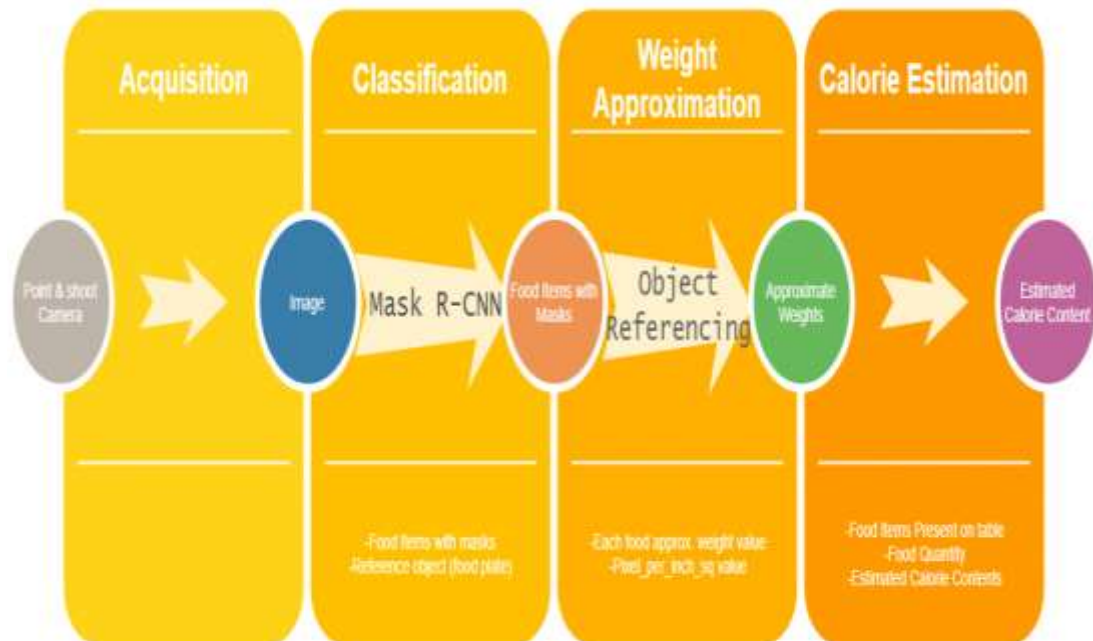 Acquisition
Classification
Weight
Approximation
Calorie Estimation
Point & shoot
Camera
Image
Mask R-CNN
Food Items with
Masks
Object
Referencing
Approximate
Weights
Estimated
Calorie Content
-Food Items with masks
-Reference object (food plate)
-Each food approx. weight value
-Pixel_per_inch_sq value
-Food Items Present on table
-Food Quantity
-Estimated Calorie Contents